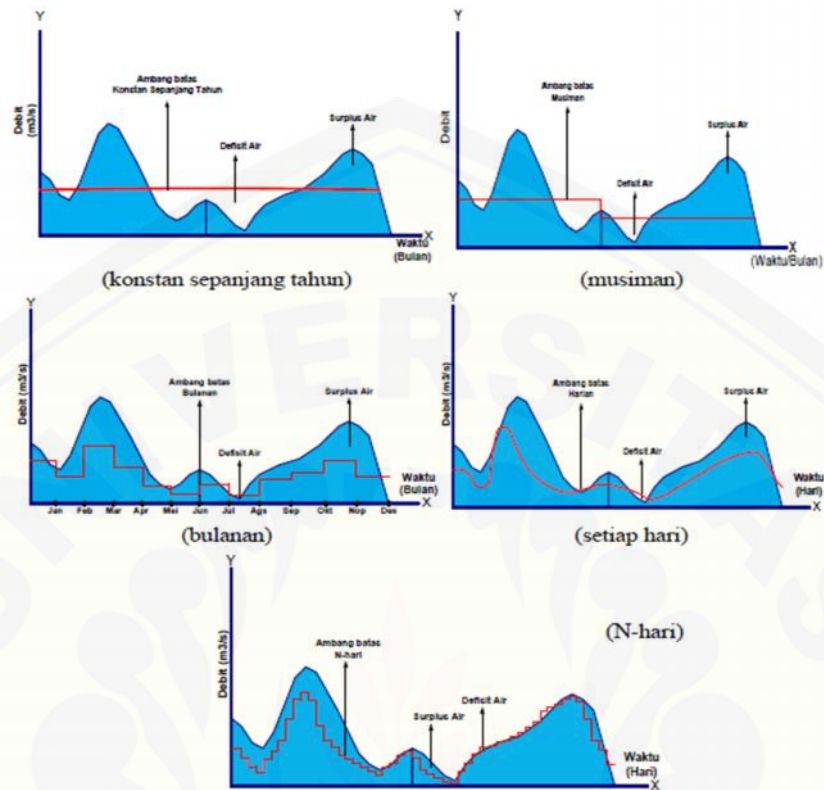 Y
Debit
(m3/s)
Ambang batas
Konstan Sepanjang Tahun
Defisit Air
Surplus Air
X
Waktu
(Bulan)
(konstan sepanjang tahun)
Y
Debit (m3/s)
Ambang batas
Musiman
Defisit Air
Surplus Air
X
(Waktu/Bulan)
(musiman)
Y
Debit (m3/s)
Ambang batas
Bulanan
Defisit Air
Surplus Air
Waktu
(Bulan)
X
Jan Feb Mar Apr Mei Jun Jul Ags Sep Okt Nop Des
(bulanan)
Y
Debit (m3/s)
Ambang batas
Harian
Defisit Air
Surplus Air
Waktu
(Hari)
X
(setiap hari)
Y
Debit (m3/s)
Ambang batas
N-hari
Surplus Air
Defisit Air
(N-hari)
Waktu
(Hari)
X
UNIVERSITAS